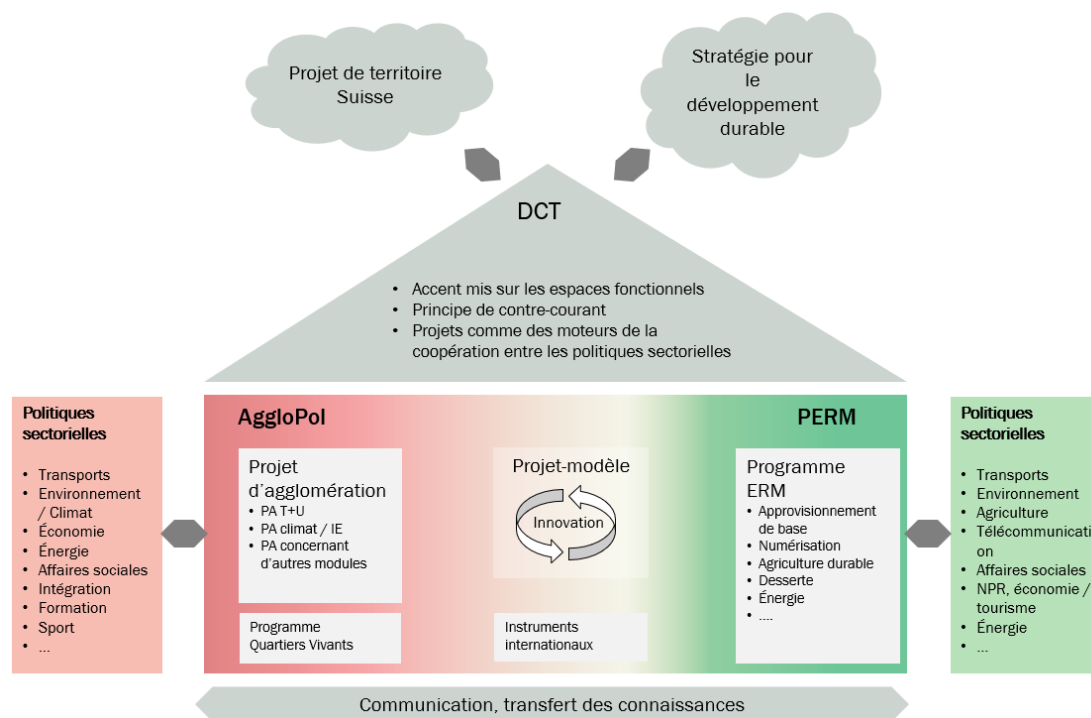 Projet de territoire
Suisse
Stratégie pour
le
développement
durable
DCT
• Accent mis sur les espaces fonctionnels
• Principe de contre-courant
• Projets comme des moteurs de la
coopération entre les politiques sectorielles
Politiques
sectorielles
• Transports
• Environnement
/ Climat
• Économie
• Énergie
• Affaires sociales
• Intégration
• Formation
• Sport
• ...
AggloPol
Projet
d'agglomération
• PA T+U
• PA climat / IE
• PA concernant
d'autres modules
Programme
Quartiers Vivants
Projet-modèle
Innovation
Instruments
internationaux
PERM
Programme
ERM
• Approvisionnement
de base
• Numérisation
• Agriculture durable
• Desserte
• Énergie
• ....
Politiques
sectorielles
• Transports
• Environnement
• Agriculture
• Télécommunicati
on
• Affaires sociales
• NPR, économie /
tourisme
• Énergie
• ...
Communication, transfert des connaissances